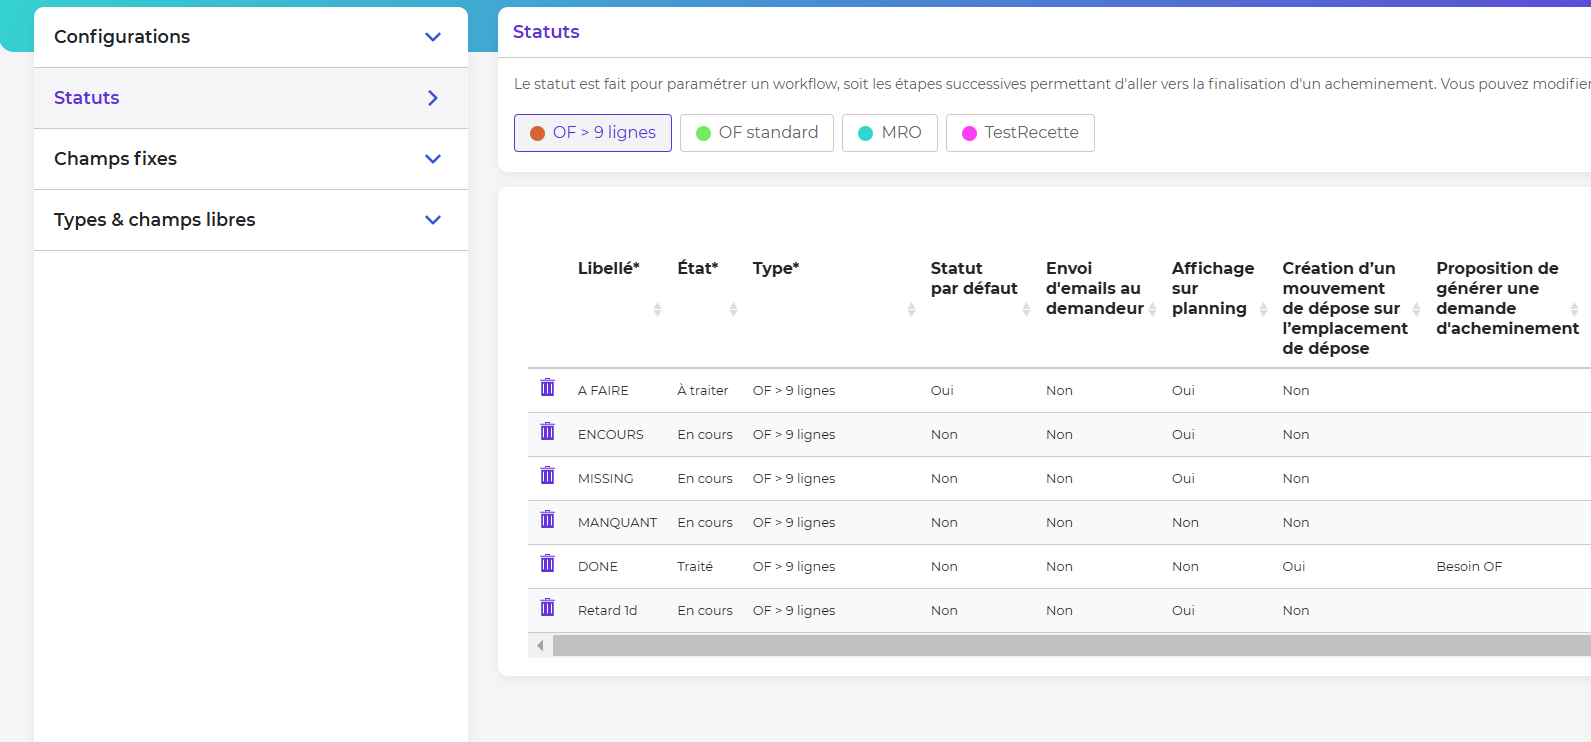 Configurations
Statuts
Champs fixes
Types & champs libres
Statuts
Le statut est fait pour paramétrer un workflow, soit les étapes successives permettant d'aller vers la finalisation d'un acheminement. Vous pouvez modifier
OF > 9 lignes OF standard MRO TestRecette
Libellé* État* Type* Statut par défaut Envoi d'emails au demandeur Affichage sur planning Création d’un mouvement de dépose sur l’emplacement de dépose Proposition de générer une demande d'acheminement
A FAIRE À traiter OF > 9 lignes Oui Non Oui Non
ENCOURS En cours OF > 9 lignes Non Non Oui Non
MISSING En cours OF > 9 lignes Non Non Oui Non
MANQUANT En cours OF > 9 lignes Non Non Non Non
DONE Traité OF > 9 lignes Non Non Non Oui Besoin OF
Retard 1d En cours OF > 9 lignes Non Non Oui Non